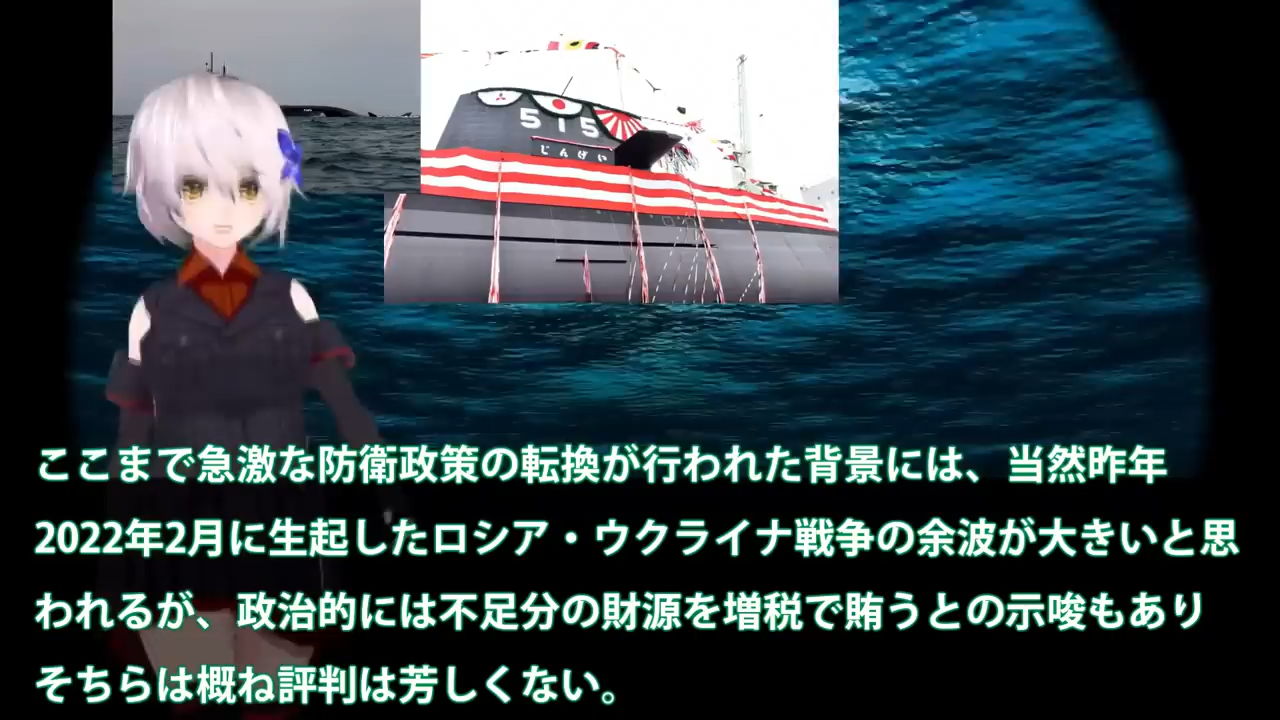 515
じんげい
ここまで急激な防衛政策の転換が行われた背景には、当然昨年
2022年2月に生起したロシア・ウクライナ戦争の余波が大きいと思
われるが、政治的には不足分の財源を増税で賄うとの示唆もあり
そちらは概ね評判は芳しくない。